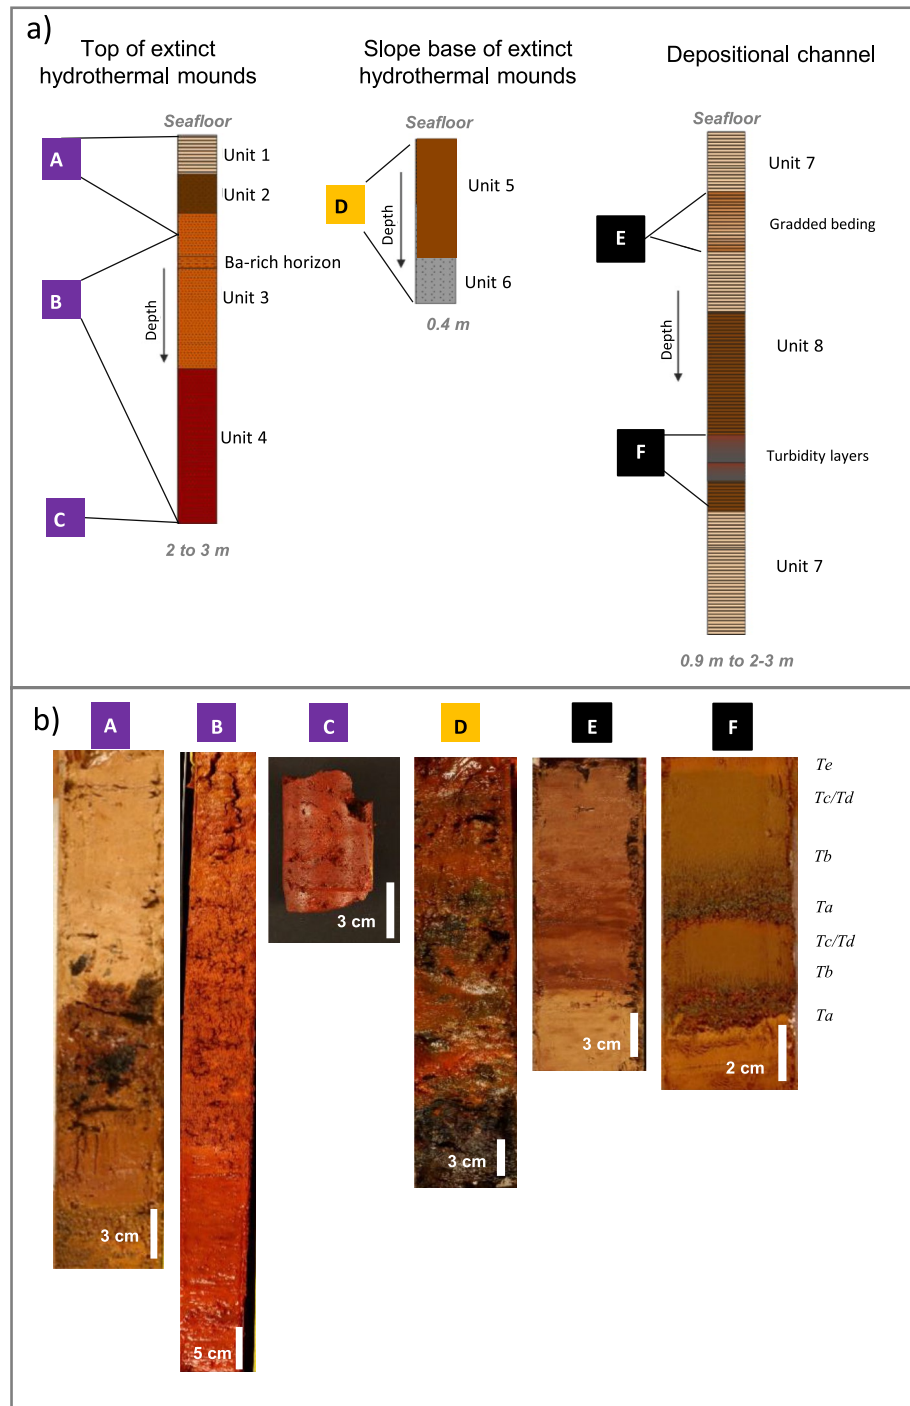 a)
Top of extinct
hydrothermal mounds
Slope base of extinct
hydrothermal mounds
Depositional channel
Seafloor
A
Unit 1
Unit 2
B
Ba-rich horizon
Unit 3
Depth
Unit 4
C
2 to 3 m
Seafloor
D
Depth
Unit 5
Unit 6
0.4 m
Seafloor
Unit 7
E
Gradded beding
Depth
Unit 8
F
Turbidity layers
Unit 7
0.9 m to 2-3 m
b)
A
B
C
D
E
F
3 cm
5 cm
3 cm
3 cm
3 cm
2 cm
Te
Tc/Td
Tb
Ta
Tc/Td
Tb
Ta